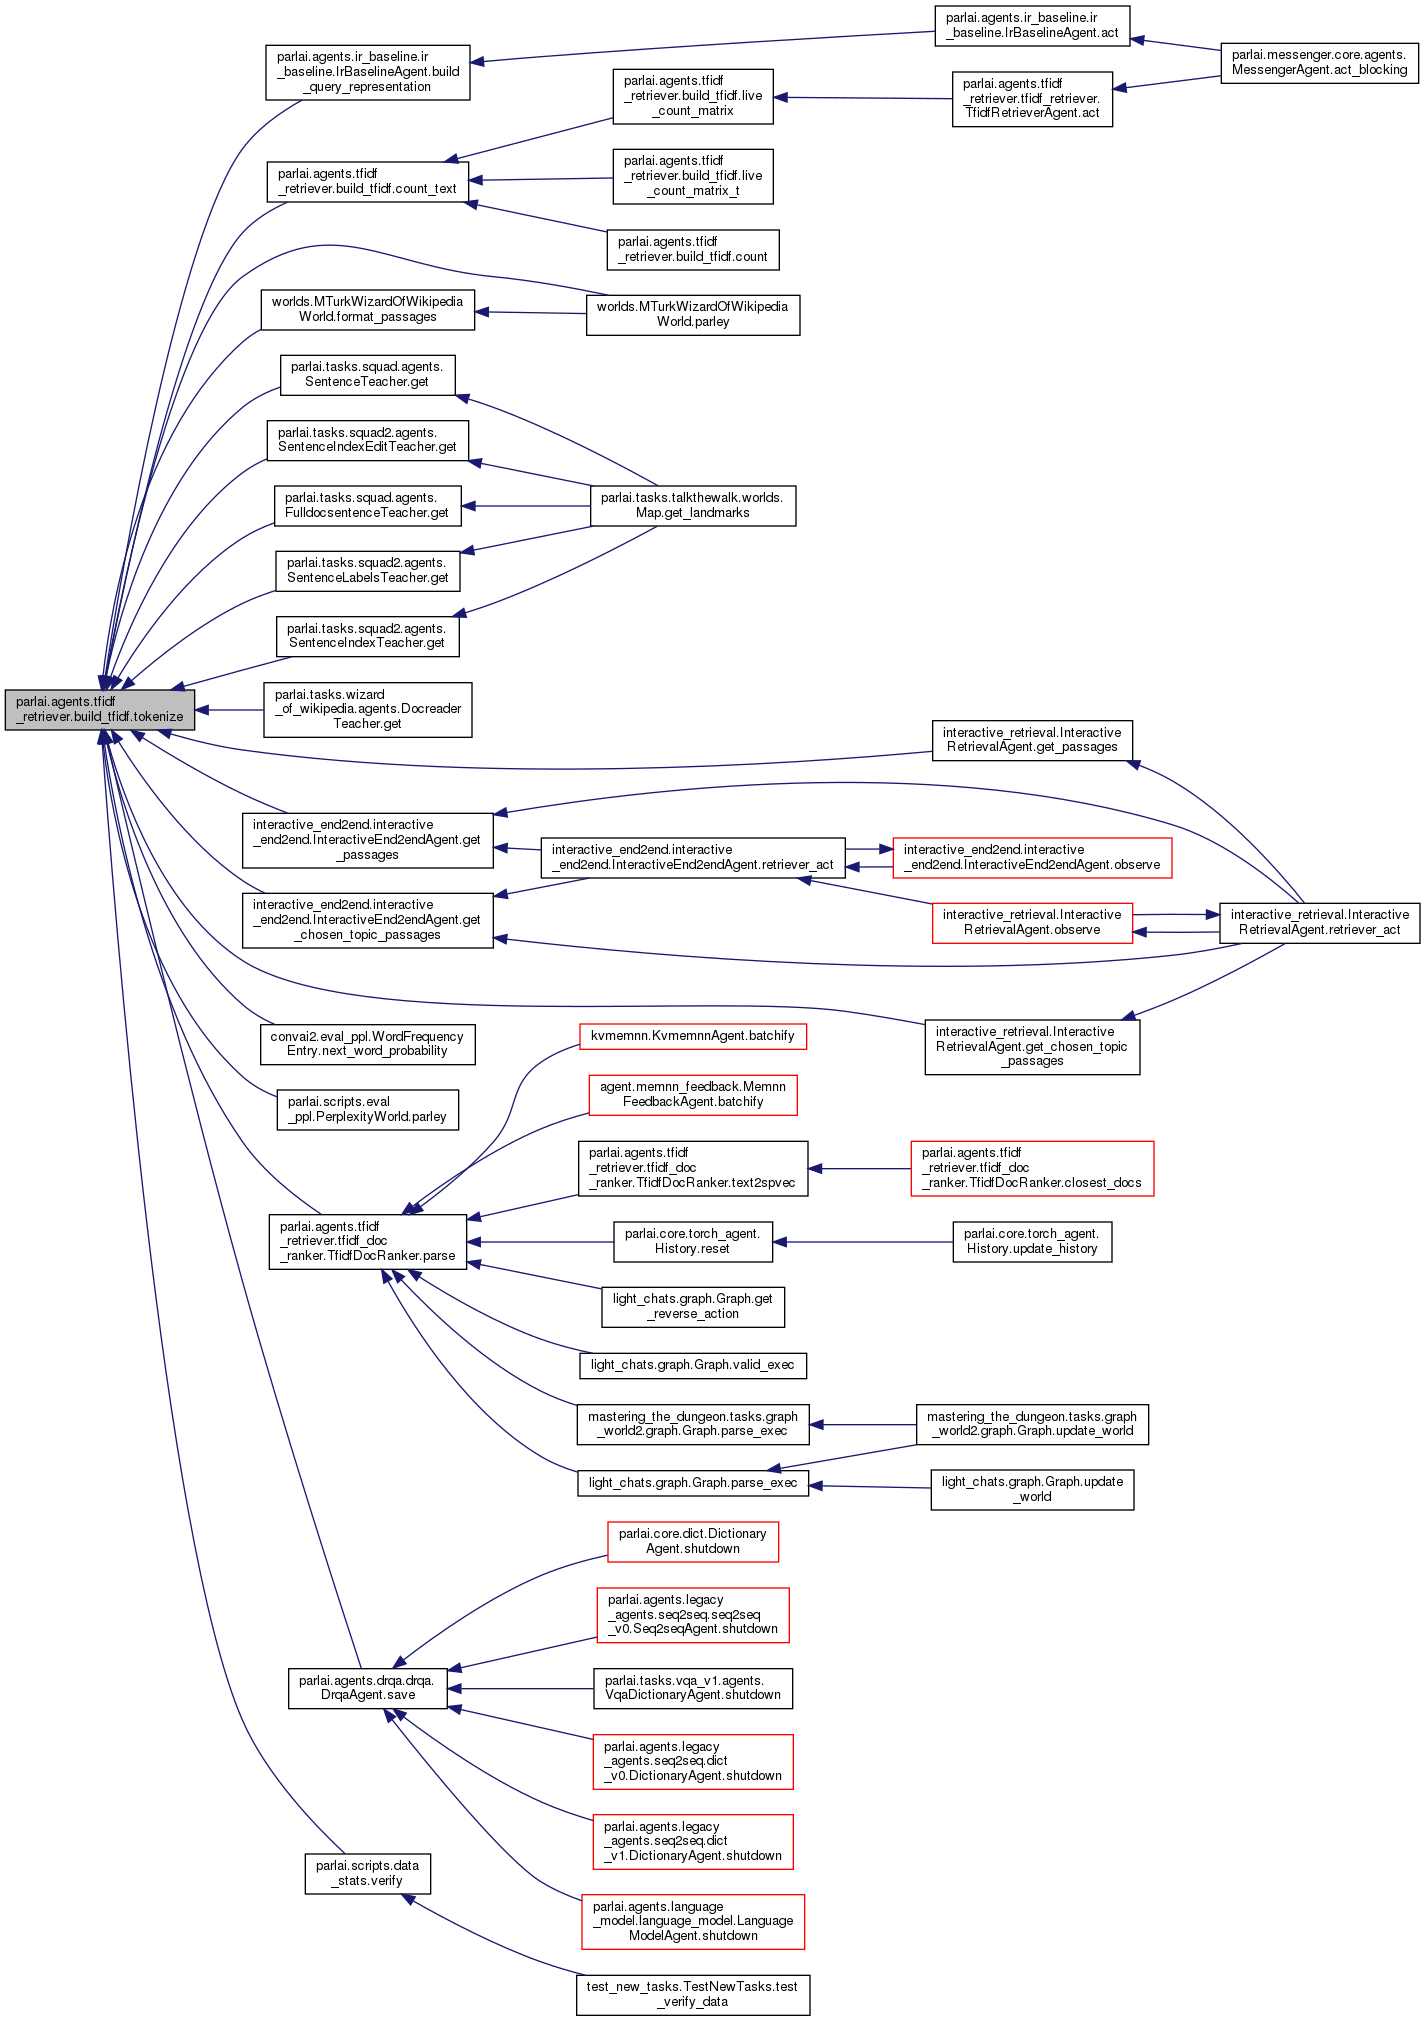 parlai.agents.ir_baseline.ir
_baseline.IrBaselineAgent.act
parlai.agents.ir_baseline.ir
_baseline.IrBaselineAgent.build
_query_representation
parlai.messenger.core.agents.
MessengerAgent.act_blocking
parlai.agents.tfidf
_retriever.build_tfidf.live
_count_matrix
parlai.agents.tfidf
_retriever.tfidf_retriever.
TfidfRetrieverAgent.act
parlai.agents.tfidf
_retriever.build_tfidf.count_text
parlai.agents.tfidf
_retriever.build_tfidf.live
_count_matrix_t
parlai.agents.tfidf
_retriever.build_tfidf.count
worlds.MTurkWizardOfWikipedia
World.format_passages
worlds.MTurkWizardOfWikipedia
World.parley
parlai.tasks.squad.agents.
SentenceTeacher.get
parlai.tasks.squad2.agents.
SentenceIndexEditTeacher.get
parlai.tasks.squad.agents.
FulldocsentenceTeacher.get
parlai.tasks.talkthewalk.worlds.
Map.get_landmarks
parlai.tasks.squad2.agents.
SentenceLabelsTeacher.get
parlai.tasks.squad2.agents.
SentenceIndexTeacher.get
parlai.agents.tfidf
_retriever.build_tfidf.tokenize
parlai.tasks.wizard
_of_wikipedia.agents.Docreader
Teacher.get
interactive_retrieval.Interactive
RetrievalAgent.get_passages
interactive_end2end.interactive
_end2end.InteractiveEnd2endAgent.get
_passages
interactive_end2end.interactive
_end2end.InteractiveEnd2endAgent.retriever_act
interactive_end2end.interactive
_end2end.InteractiveEnd2endAgent.observe
interactive_end2end.interactive
_end2end.InteractiveEnd2endAgent.get
_chosen_topic_passages
interactive_retrieval.Interactive
RetrievalAgent.observe
interactive_retrieval.Interactive
RetrievalAgent.retriever_act
convai2.eval_ppl.WordFrequency
Entry.next_word_probability
kvmemnn.KvmemnnAgent.batchify
interactive_retrieval.Interactive
RetrievalAgent.get_chosen_topic
_passages
parlai.scripts.eval
_ppl.PerplexityWorld.parley
agent.memnn_feedback.Memnn
FeedbackAgent.batchify
parlai.agents.tfidf
_retriever.tfidf_doc
_ranker.TfidfDocRanker.text2spvec
parlai.agents.tfidf
_retriever.tfidf_doc
_ranker.TfidfDocRanker.closest_docs
parlai.agents.tfidf
_retriever.tfidf_doc
_ranker.TfidfDocRanker.parse
parlai.core.torch_agent.
History.reset
parlai.core.torch_agent.
History.update_history
light_chats.graph.Graph.get
_reverse_action
light_chats.graph.Graph.valid_exec
mastering_the_dungeon.tasks.graph
_world2.graph.Graph.parse_exec
mastering_the_dungeon.tasks.graph
_world2.graph.Graph.update_world
light_chats.graph.Graph.parse_exec
light_chats.graph.Graph.update
_world
parlai.core.dict.Dictionary
Agent.shutdown
parlai.agents.legacy
_agents.seq2seq.seq2seq
_v0.Seq2seqAgent.shutdown
parlai.agents.drqa.drqa.
DrqaAgent.save
parlai.tasks.vqa_v1.agents.
VqaDictionaryAgent.shutdown
parlai.agents.legacy
_agents.seq2seq.dict
_v0.DictionaryAgent.shutdown
parlai.agents.legacy
_agents.seq2seq.dict
_v1.DictionaryAgent.shutdown
parlai.scripts.data
_stats.verify
parlai.agents.language
_model.language_model.Language
ModelAgent.shutdown
test_new_tasks.TestNewTasks.test
_verify_data